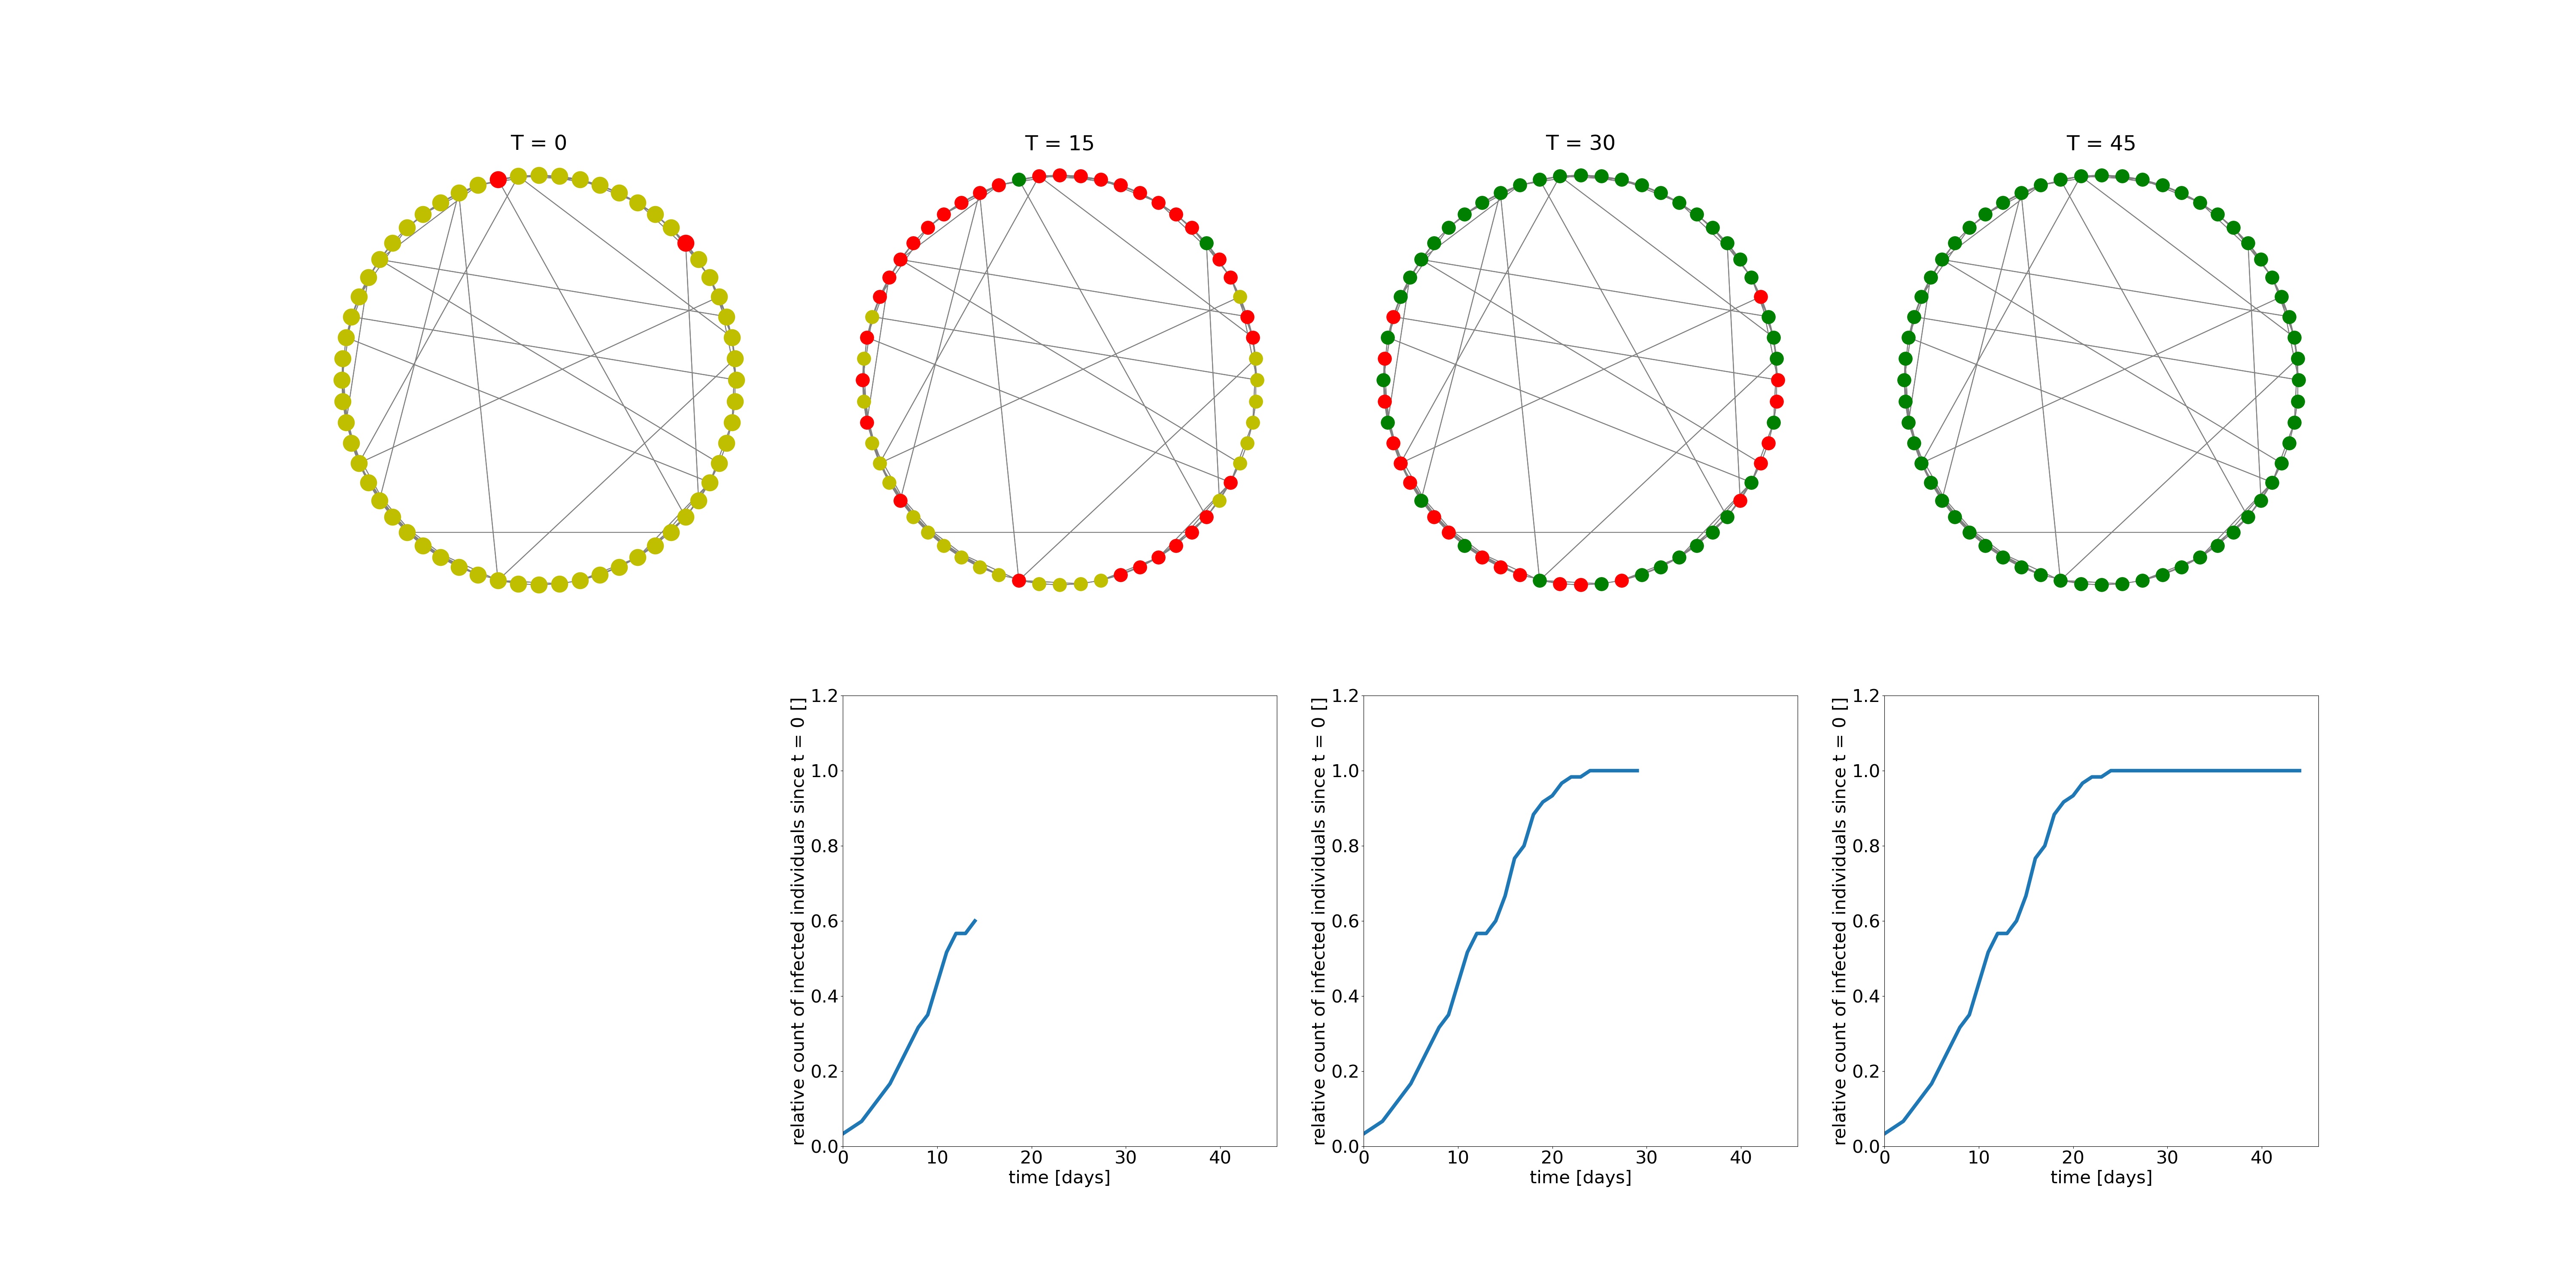 T = 0
T = 15
T = 30
T = 45
relative count of infected individuals since t = 0 []
1.2
1.0
0.8
0.6
0.4
0.2
0.0
0 10 20 30 40
time [days]
relative count of infected individuals since t = 0 []
1.2
1.0
0.8
0.6
0.4
0.2
0.0
0 10 20 30 40
time [days]
relative count of infected individuals since t = 0 []
1.2
1.0
0.8
0.6
0.4
0.2
0.0
0 10 20 30 40
time [days]